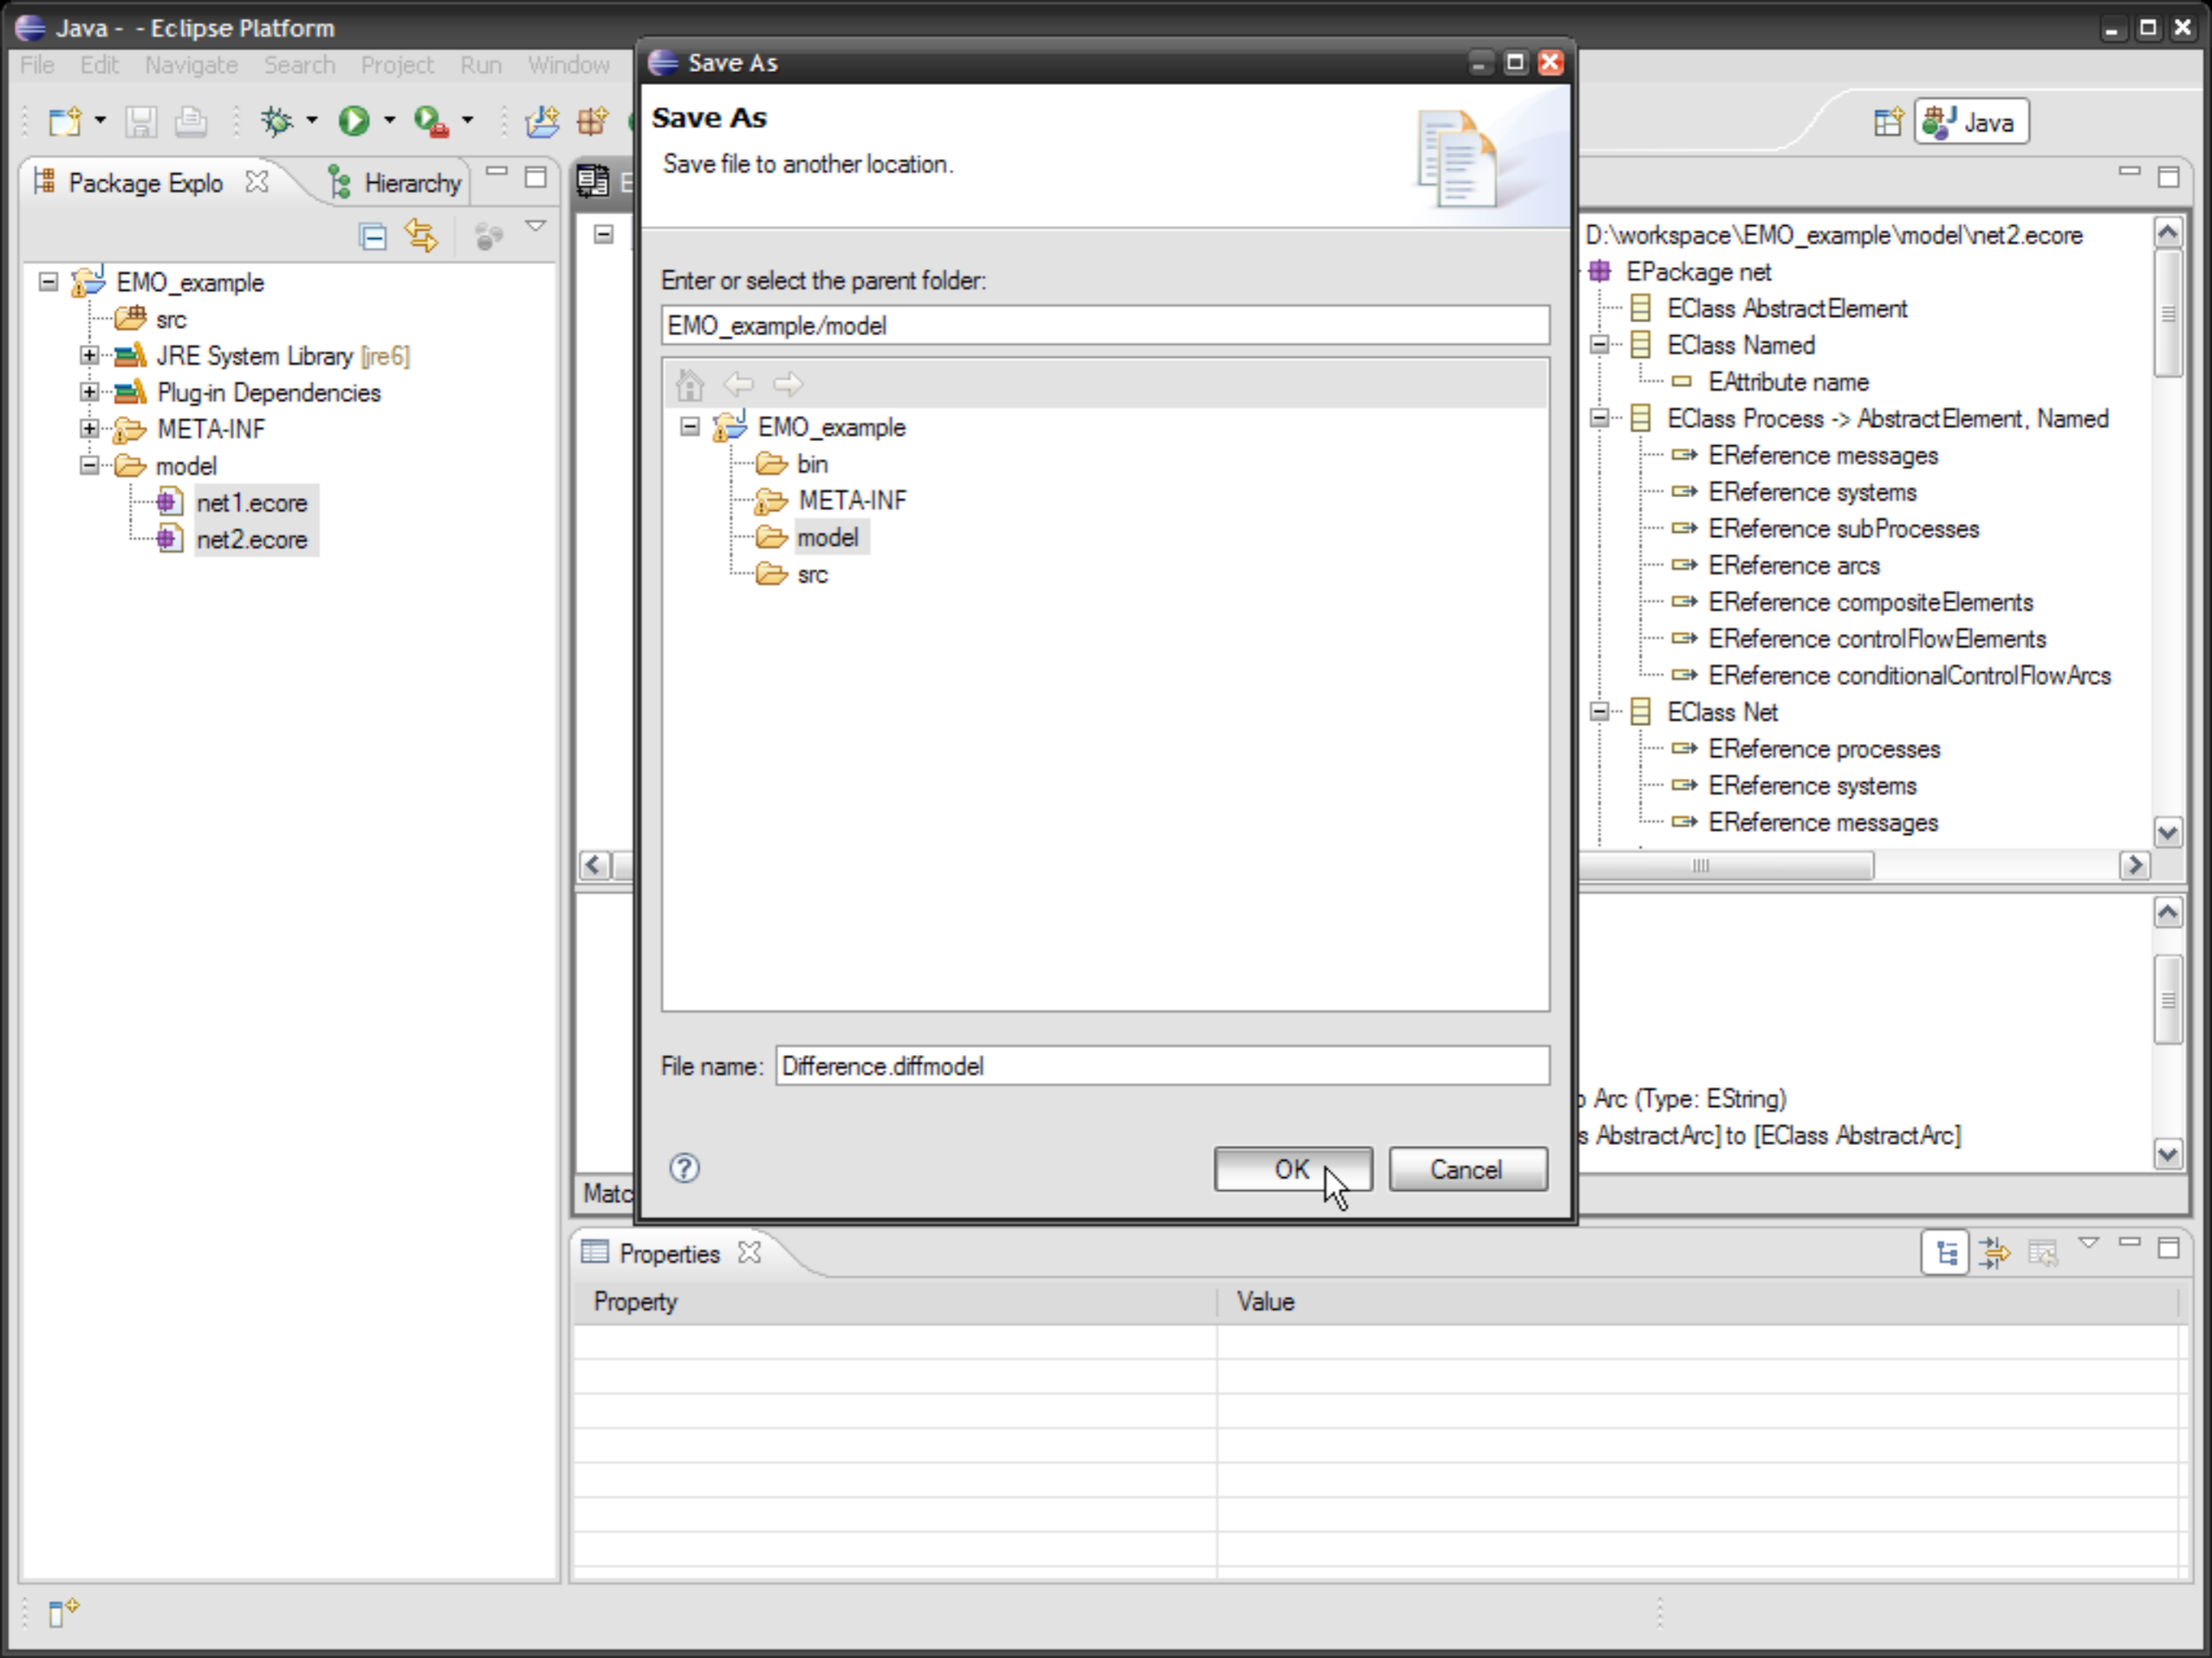 Java - - Eclipse Platform
File Edit Navigate Search Project Run Window
Java
Package Explo
Hierarchy
EMO_example
src
JRE System Library [jre6]
Plug-in Dependencies
META-INF
model
net1.ecore
net2.ecore
Save As
Save As
Save file to another location.
Enter or select the parent folder:
EMO_example/model
EMO_example
bin
META-INF
model
src
File name: Difference.diffmodel
OK
Cancel
D:\workspace\EMO_example\model\net2.ecore
EPackage net
EClass AbstractElement
EClass Named
EAttribute name
EClass Process -> AbstractElement, Named
EReference messages
EReference systems
EReference subProcesses
EReference arcs
EReference compositeElements
EReference controlFlowElements
EReference conditionalControlFlowArcs
EClass Net
EReference processes
EReference systems
EReference messages
Arc (Type: EString)
s AbstractArc] to [EClass AbstractArc]
Matc
Properties
Property Value